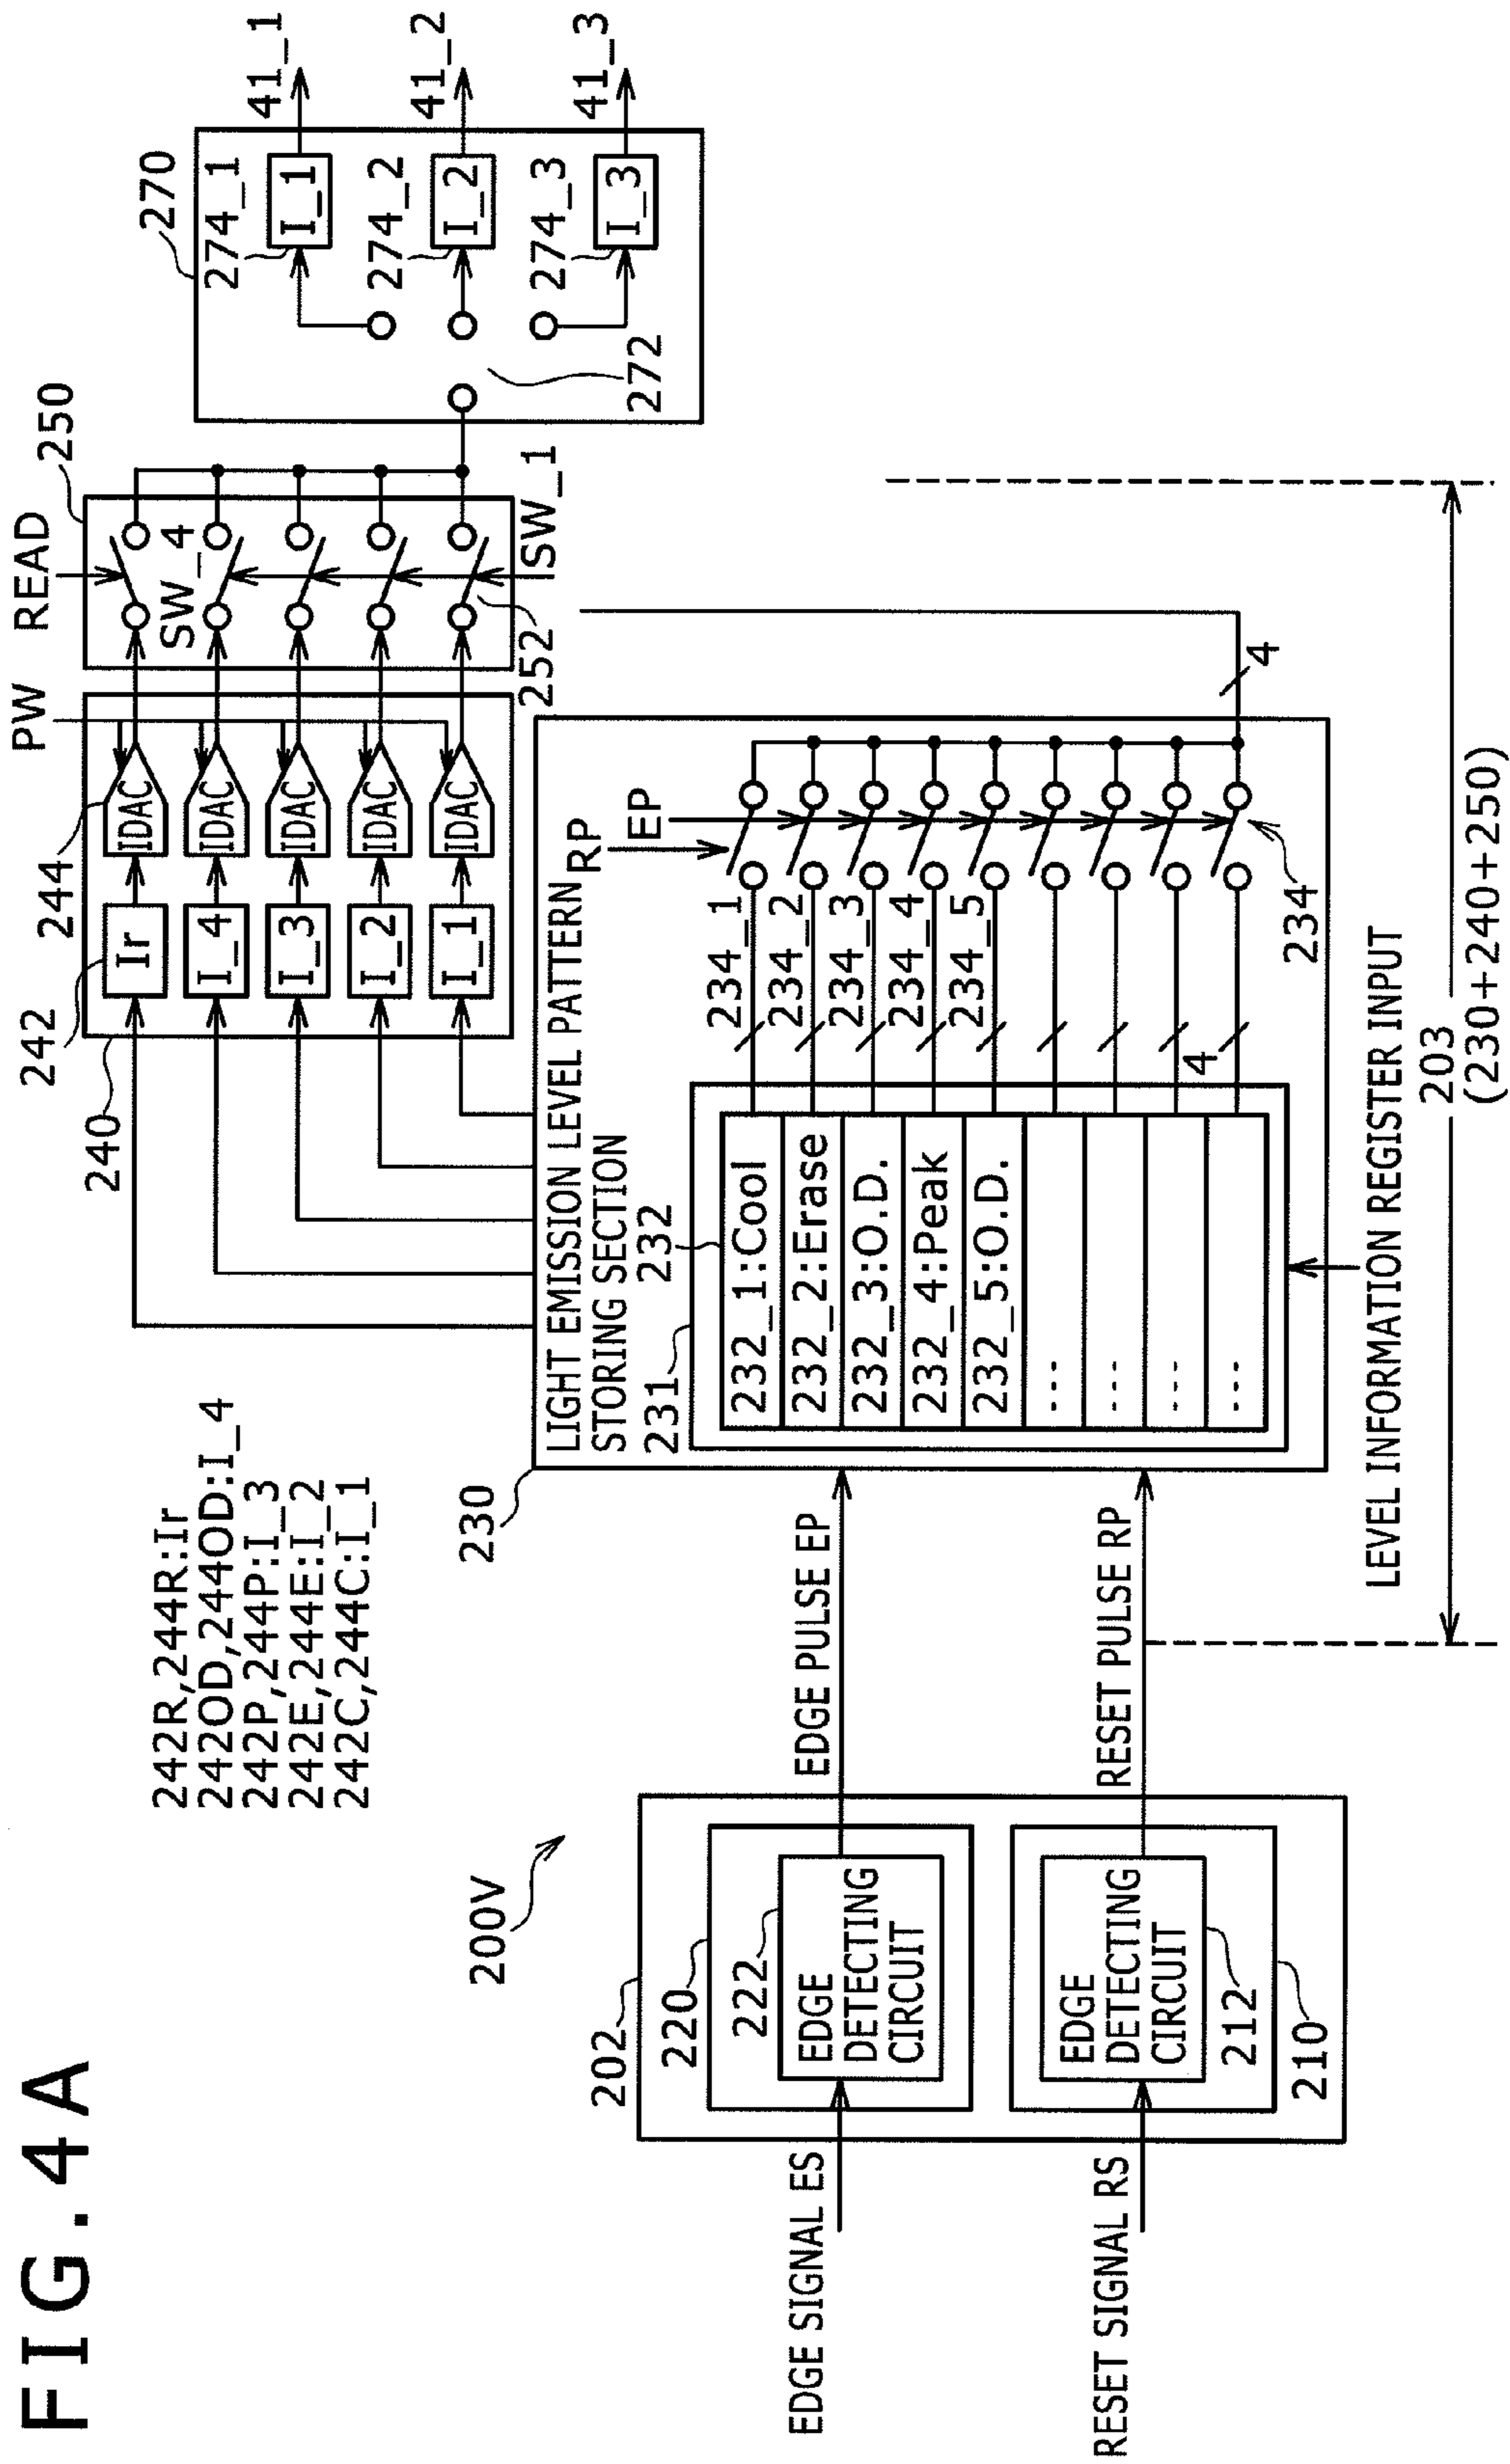 FIG.4A
200V
EDGE SIGNAL ES
RESET SIGNAL RS
202
220
222
EDGE
DETECTING
CIRCUIT
EDGE
DETECTING
CIRCUIT
212
210
EDGE PULSE EP
RESET PULSE RP
242R,244R:Ir
242OD,244OD:I_4
242P,244P:I_3
242E,244E:I_2
242C,244C:I_1
230
LIGHT EMISSION LEVEL PATTERN
STORING SECTION
231
232
232_1:Cool
232_2:Erase
232_3:O.D.
232_4:Peak
232_5:O.D.
...
...
...
...
234_1
234_2
234_3
234_4
234_5
4
RP
EP
234
4
LEVEL INFORMATION REGISTER INPUT
203
(230+240+250)
240
242
244
Ir
I_4
I_3
I_2
I_1
IDAC
IDAC
IDAC
IDAC
IDAC
PW
READ
250
SW_4
SW_1
252
270
272
274_1
I_1
41_1
274_2
I_2
41_2
274_3
I_3
41_3